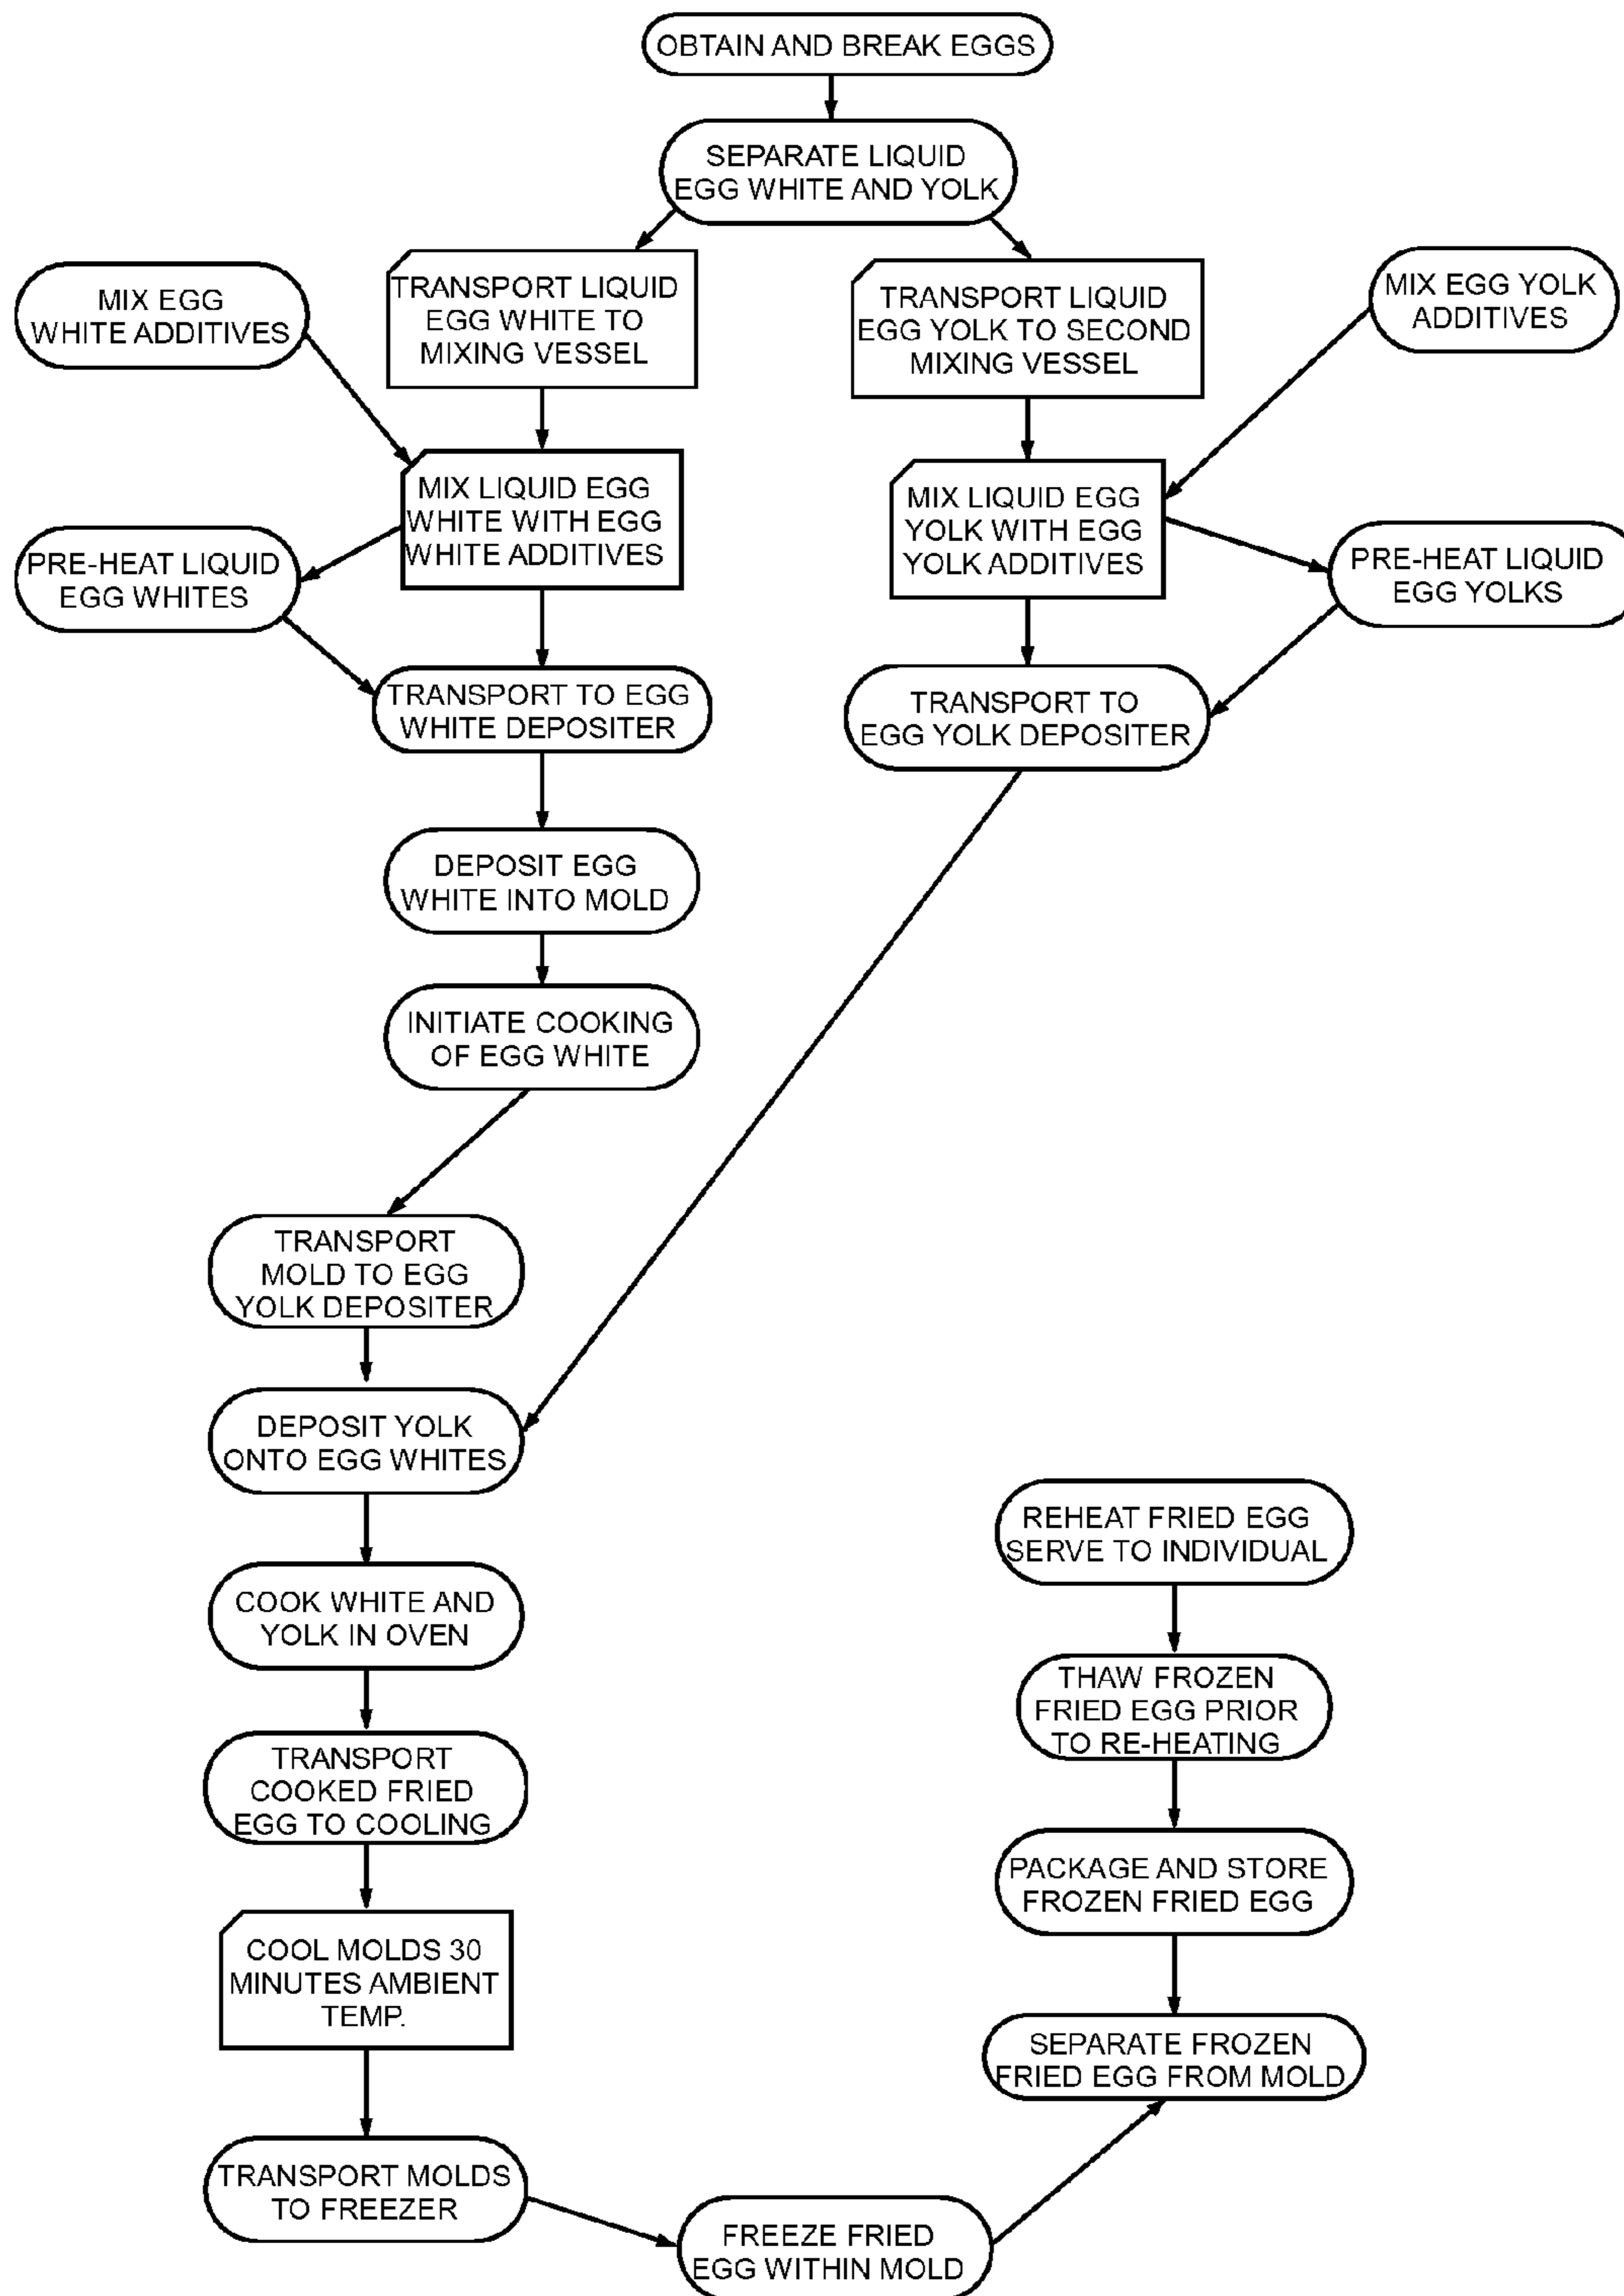 OBTAIN AND BREAK EGGS
SEPARATE LIQUID
EGG WHITE AND YOLK
MIX EGG
WHITE ADDITIVES
TRANSPORT LIQUID
EGG WHITE TO
MIXING VESSEL
TRANSPORT LIQUID
EGG YOLK TO SECOND
MIXING VESSEL
MIX EGG YOLK
ADDITIVES
MIX LIQUID EGG
WHITE WITH EGG
WHITE ADDITIVES
MIX LIQUID EGG
YOLK WITH EGG
YOLK ADDITIVES
PRE-HEAT LIQUID
EGG WHITES
PRE-HEAT LIQUID
EGG YOLKS
TRANSPORT TO EGG
WHITE DEPOSITER
TRANSPORT TO
EGG YOLK DEPOSITER
DEPOSIT EGG
WHITE INTO MOLD
INITIATE COOKING
OF EGG WHITE
TRANSPORT
MOLD TO EGG
YOLK DEPOSITER
DEPOSIT YOLK
ONTO EGG WHITES
COOK WHITE AND
YOLK IN OVEN
TRANSPORT
COOKED FRIED
EGG TO COOLING
COOL MOLDS 30
MINUTES AMBIENT
TEMP.
TRANSPORT MOLDS
TO FREEZER
FREEZE FRIED
EGG WITHIN MOLD
REHEAT FRIED EGG
SERVE TO INDIVIDUAL
THAW FROZEN
FRIED EGG PRIOR
TO RE-HEATING
PACKAGE AND STORE
FROZEN FRIED EGG
SEPARATE FROZEN
FRIED EGG FROM MOLD